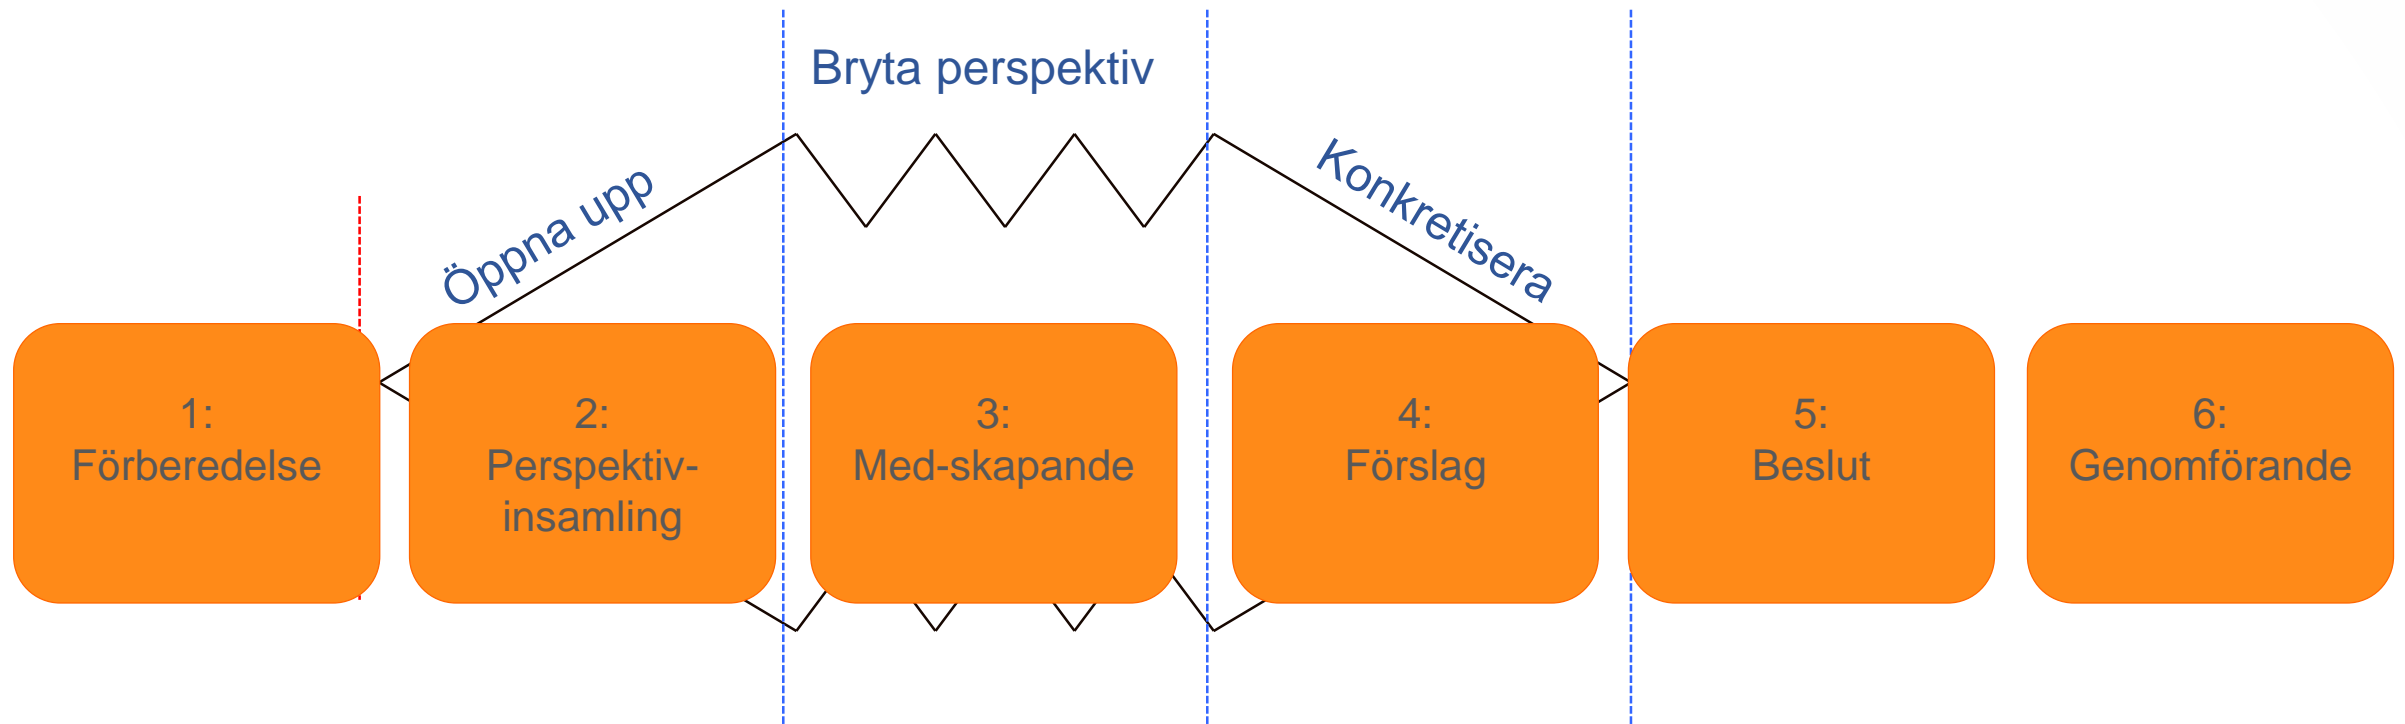 Bryta perspektiv
Öppna upp
Konkretisera
1:
Förberedelse
2:
Perspektiv-
insamling
3:
Med-skapande
4:
Förslag
5:
Beslut
6:
Genomförande